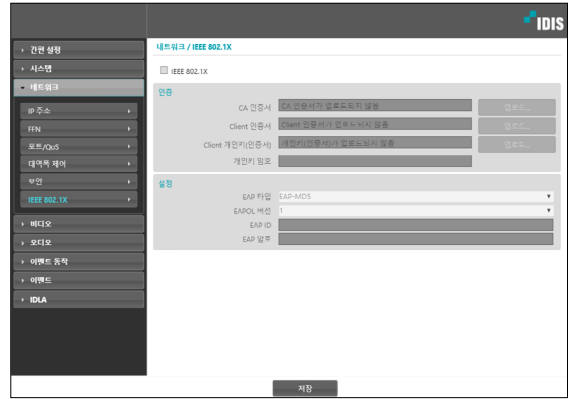 IDIS
간편 설정
시스템
네트워크
IP 주소
FFN
포트/QoS
대역폭 제어
보안
IEEE 802.1X
비디오
오디오
이벤트 동작
이벤트
IDLA
네트워크 / IEEE 802.1X
IEEE 802.1X
인증
CA 인증서 CA 인증서가 업로드되지 않음 업로드...
Client 인증서 Client 인증서가 업로드되지 않음 업로드...
Client 개인키(인증서) 개인키(인증서)가 업로드되지 않음 업로드...
개인키 암호
설정
EAP 타입 EAP-MD5
EAPOL 버전 1
EAP ID
EAP 암호
저장